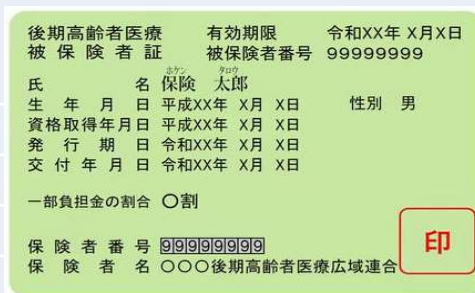 後期高齢者医療 有効期限 令和XX年 X月X日
被保険者証 被保険者番号 99999999
ホケン タロウ
氏名 保険 太郎
生年月日 平成XX年 X月 X日 性別 男
資格取得年月日 平成XX年 X月 X日
発行期日 令和XX年 X月 X日
交付年月日 令和XX年 X月 X日
一部負担金の割合 〇割
保険者番号 99999999
保険者名 〇〇〇後期高齢者医療広域連合
印